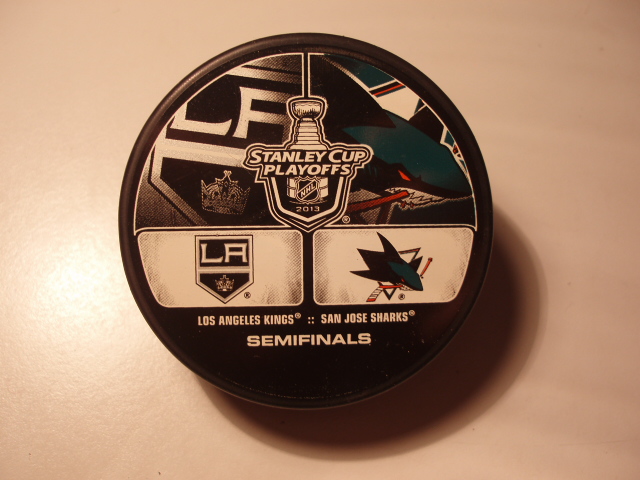 LA
STANLEY CUP
PLAYOFFS
NHL
2013
®
LA
®
®
LOS ANGELES KINGS® :: SAN JOSE SHARKS®
SEMIFINALS